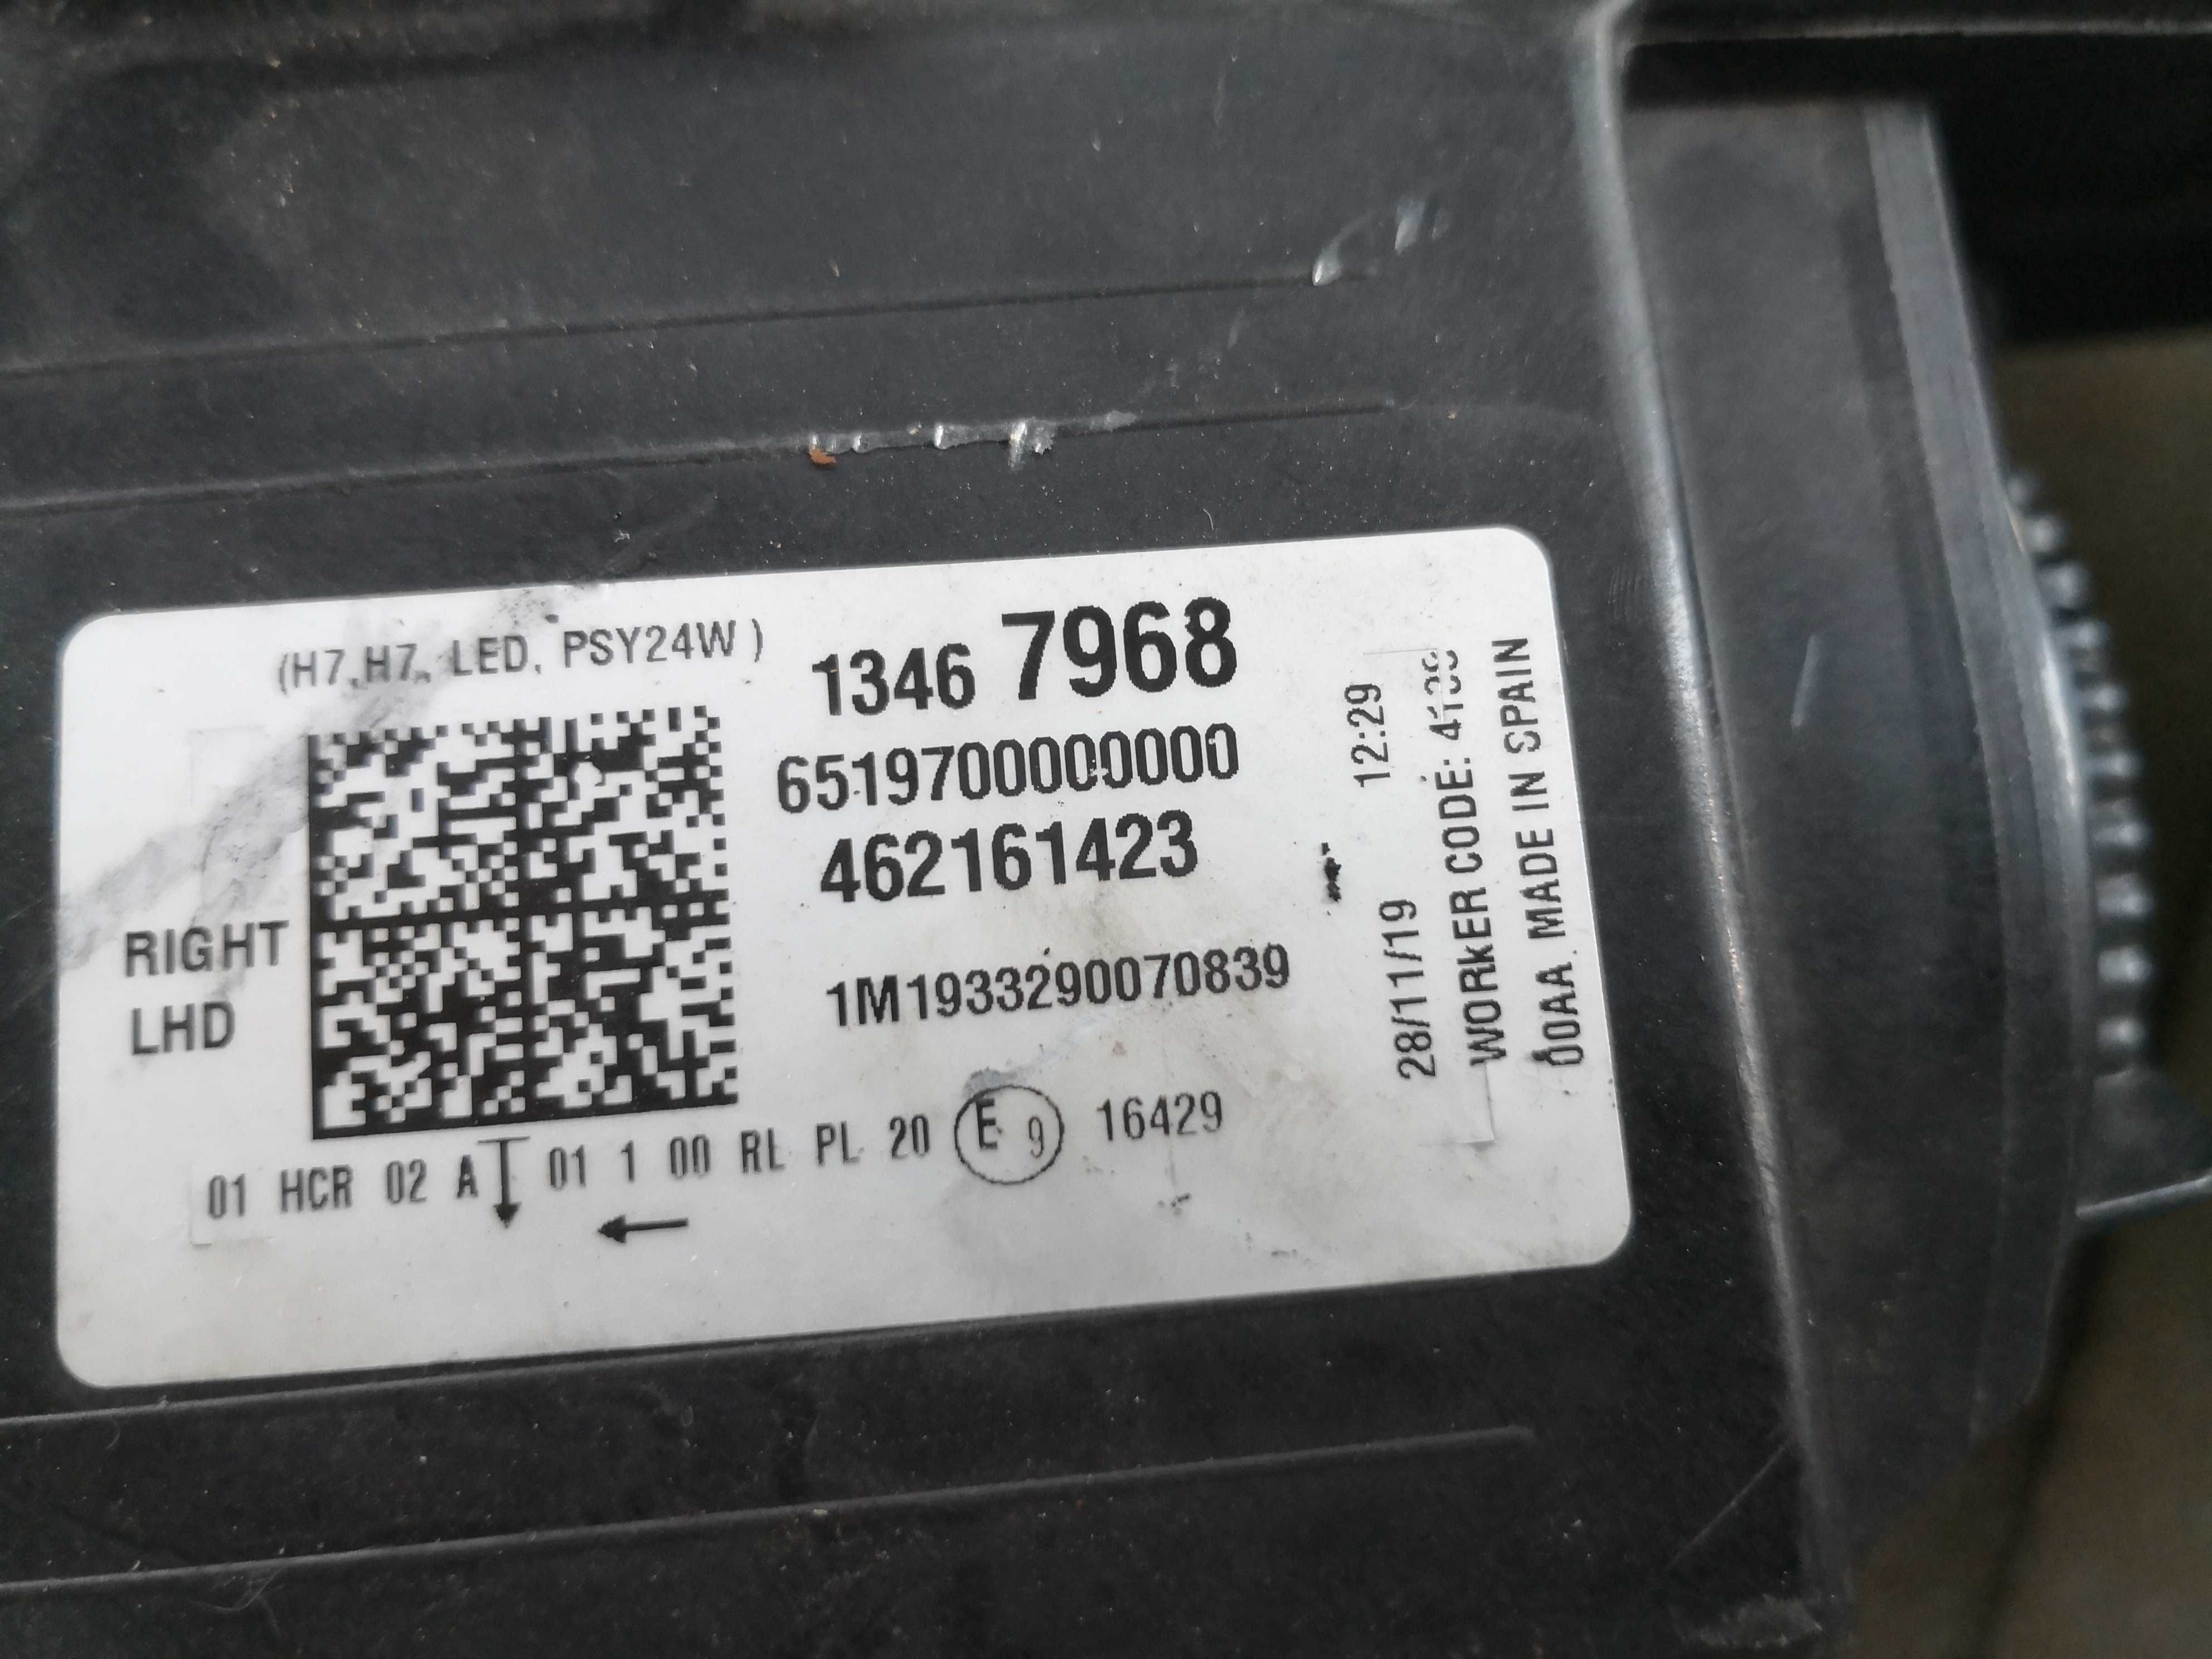 (H7,H7, LED, PSY24W )
1346 7968
6519700000000
462161423
RIGHT
LHD
1M1933290070839
01 HCR 02 A 01 1 00 RL PL 20 E 9 16429
28/11/19 12:29
WORKER CODE:
00AA MADE IN SPAIN